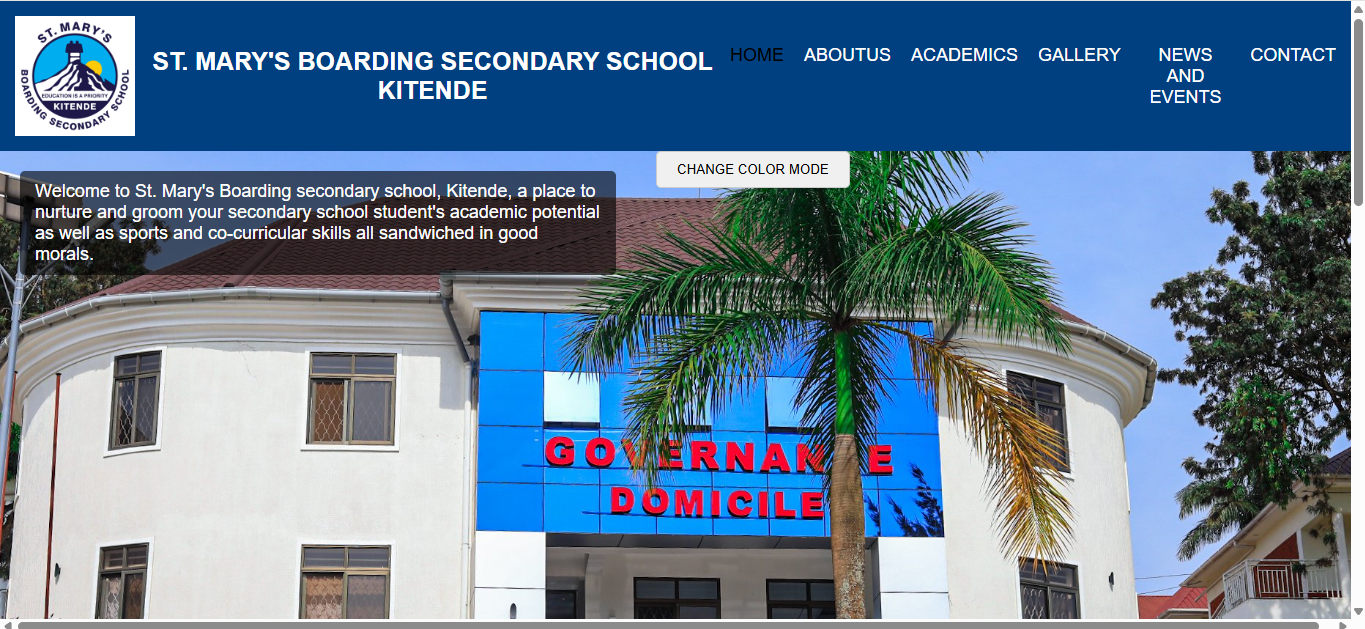 ST. MARY'S
EDUCATION IS A PRIORITY
KITENDE
BOARDING SECONDARY SCHOOL
ST. MARY'S BOARDING SECONDARY SCHOOL
KITENDE
HOME
ABOUTUS
ACADEMICS
GALLERY
NEWS
AND
EVENTS
CONTACT
CHANGE COLOR MODE
Welcome to St. Mary's Boarding secondary school, Kitende, a place to
nurture and groom your secondary school student's academic potential
as well as sports and co-curricular skills all sandwiched in good
morals.
GOVERNANCE
DOMICILE